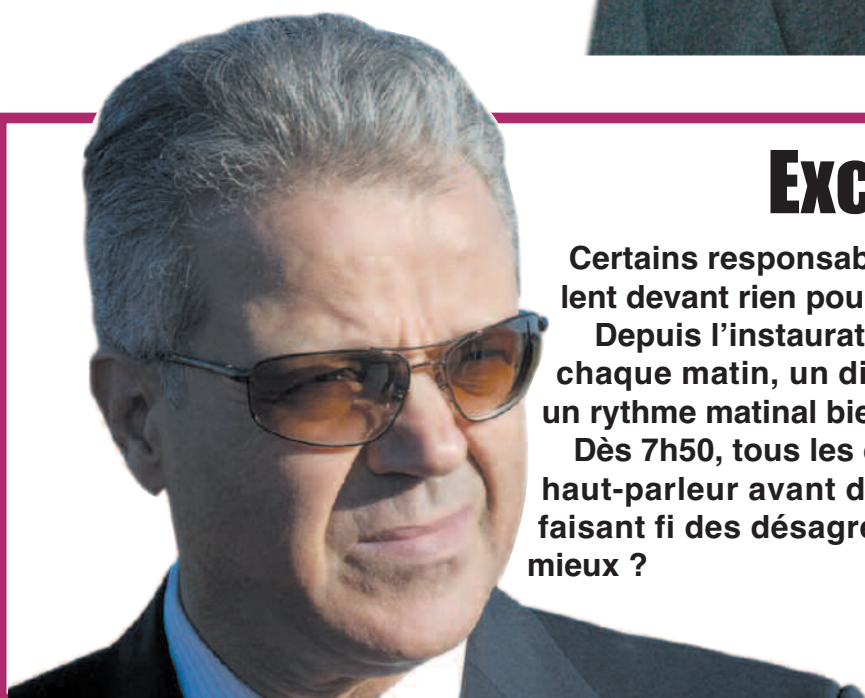 Exc
Certains responsab
lent devant rien pou
Depuis l’instaurat
chaque matin, un di
un rythme matinal bie
Dès 7h50, tous les
haut-parleur avant d
faisant fi des désagré
mieux ?